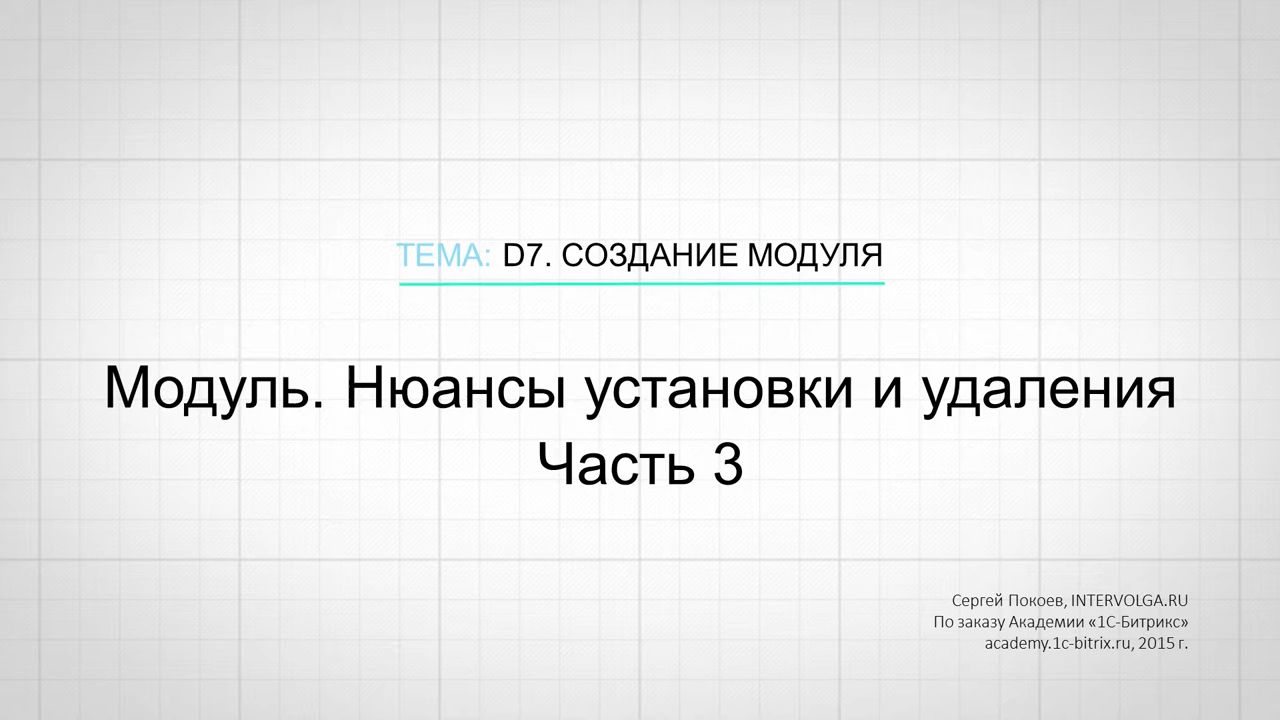 ТЕМА: D7. СОЗДАНИЕ МОДУЛЯ
Модуль. Нюансы установки и удаления
Часть 3
Сергей Покоев, INTERVOLGA.RU
По заказу Академии «1С-Битрикс»
academy.1c-bitrix.ru, 2015 г.